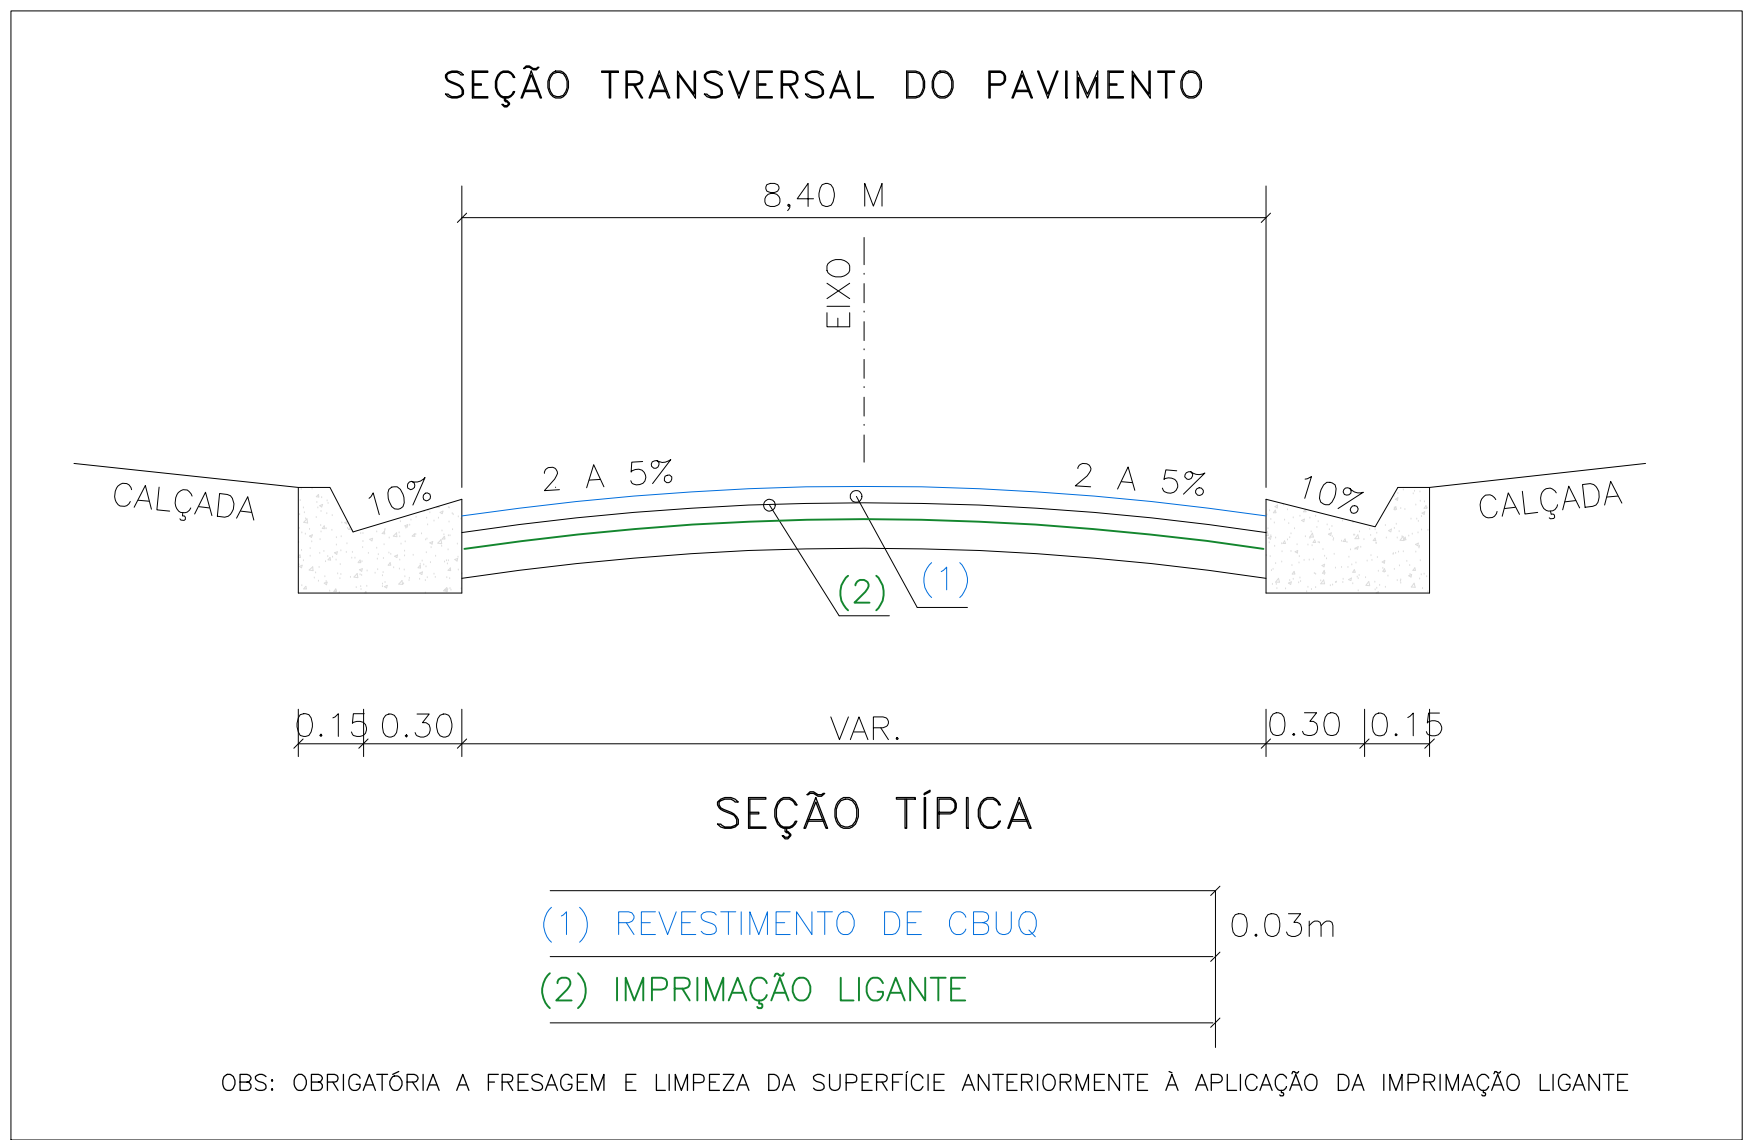 SEÇÃO TRANSVERSAL DO PAVIMENTO
8,40 M
EIXO
CALÇADA
10%
2 A 5%
2 A 5%
10%
CALÇADA
(2)
(1)
0.15
0.30
VAR.
0.30
0.15
SEÇÃO TÍPICA
(1) REVESTIMENTO DE CBUQ
0.03m
(2) IMPRIMAÇÃO LIGANTE
OBS: OBRIGATÓRIA A FRESAGEM E LIMPEZA DA SUPERFÍCIE ANTERIORMENTE À APLICAÇÃO DA IMPRIMAÇÃO LIGANTE